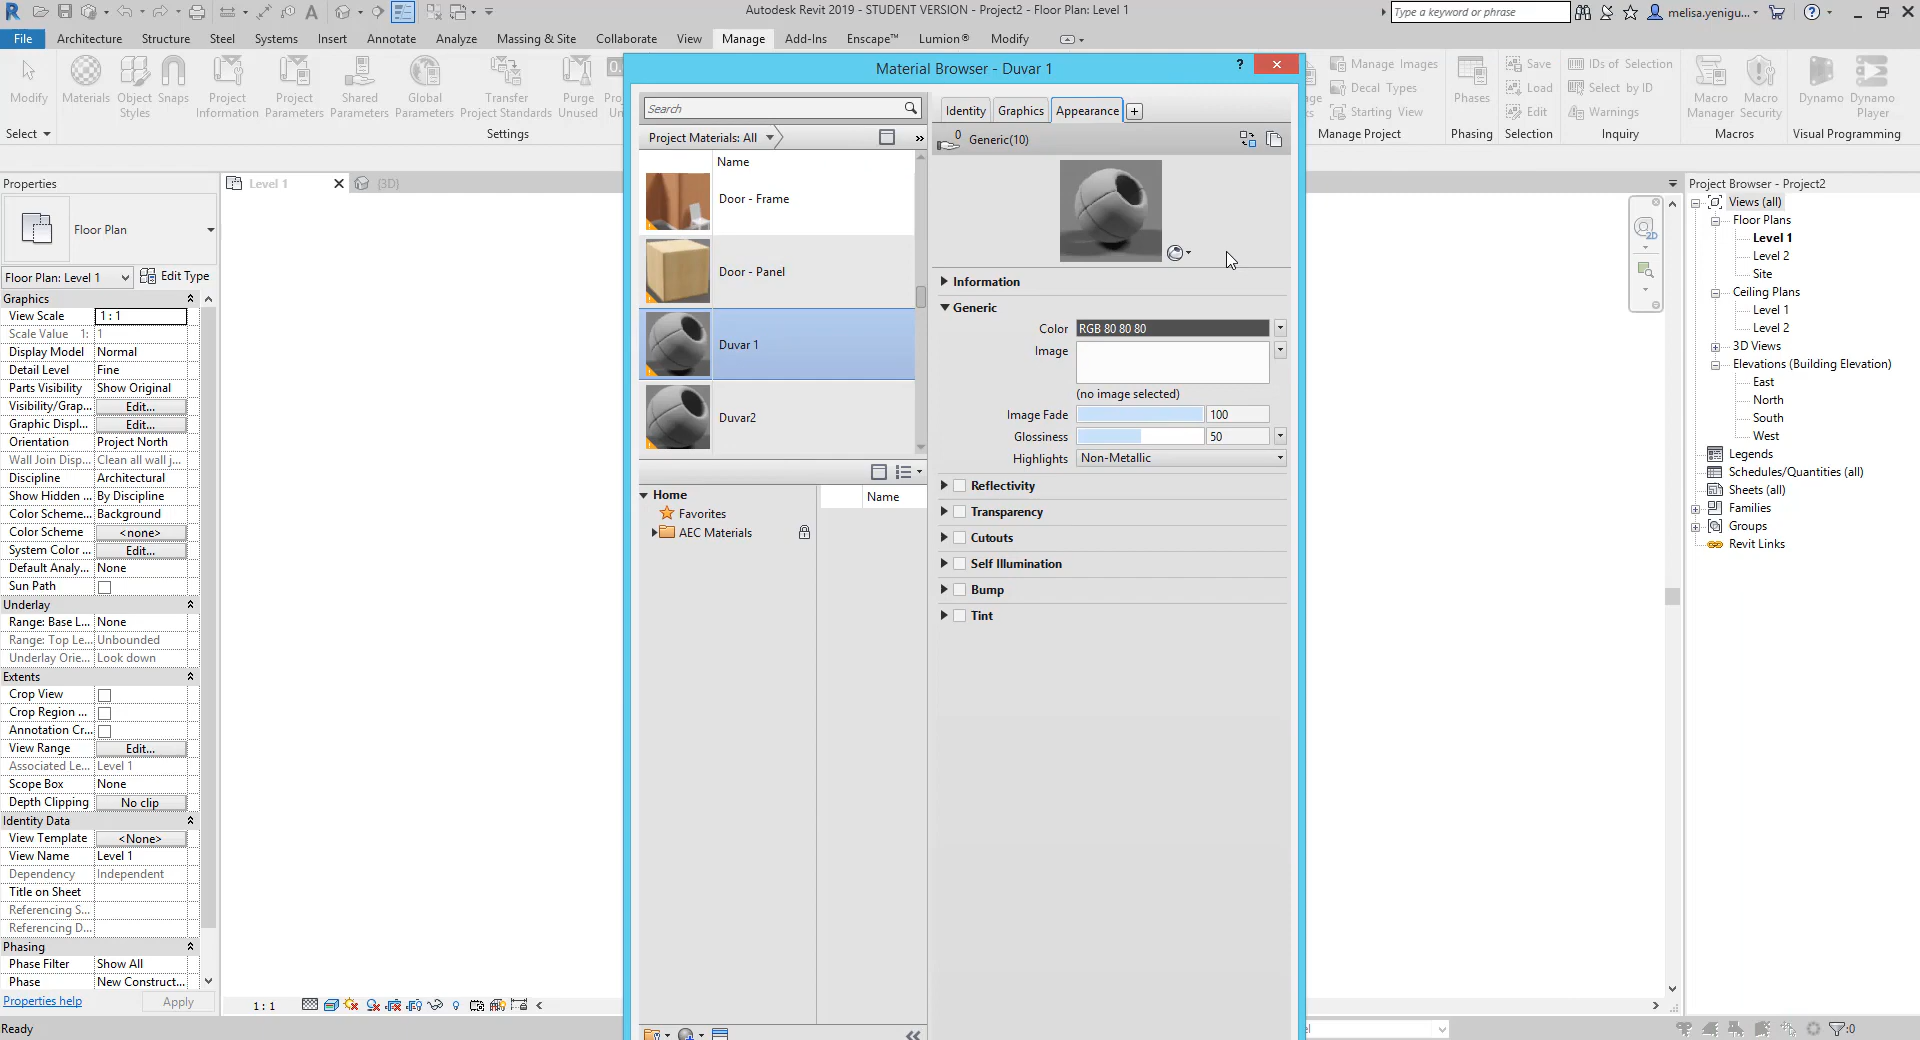 Autodesk Revit 2019 - STUDENT VERSION - Project2 - Floor Plan: Level 1
Type a keyword or phrase
melisa.yenigu...
File Architecture Structure Steel Systems Insert Annotate Analyze Massing & Site Collaborate View Manage Add-Ins Enscape™ Lumion® Modify
Modify
Materials
Object Styles
Snaps
Project Information
Project Parameters
Shared Parameters
Global Parameters
Transfer Project Standards
Purge Unused
Manage Images
Decal Types
Starting View
Phases
Save
Load
Edit
IDs of Selection
Select by ID
Warnings
Macro Manager
Macro Security
Dynamo
Dynamo Player
Select
Settings
Manage Project
Phasing
Selection
Inquiry
Macros
Visual Programming
Properties
Floor Plan
Floor Plan: Level 1
Edit Type
Graphics
View Scale 1 : 1
Scale Value 1: 1
Display Model Normal
Detail Level Fine
Parts Visibility Show Original
Visibility/Grap... Edit...
Graphic Displ... Edit...
Orientation Project North
Wall Join Disp... Clean all wall j...
Discipline Architectural
Show Hidden ... By Discipline
Color Scheme... Background
Color Scheme <none>
System Color ... Edit...
Default Analy... None
Sun Path
Underlay
Range: Base L... None
Range: Top Le... Unbounded
Underlay Orie... Look down
Extents
Crop View
Crop Region ...
Annotation Cr...
View Range Edit...
Associated Le... Level 1
Scope Box None
Depth Clipping No clip
Identity Data
View Template <None>
View Name Level 1
Dependency Independent
Title on Sheet
Referencing S...
Referencing D...
Phasing
Phase Filter Show All
Phase New Construct...
Properties help
Apply
Ready
Level 1
{3D}
1 : 1
Material Browser - Duvar 1
?
Search
Project Materials: All
Name
Door - Frame
Door - Panel
Duvar 1
Duvar2
Home
Favorites
AEC Materials
Name
Identity Graphics Appearance
0
Generic(10)
Information
Generic
Color RGB 80 80 80
Image
(no image selected)
Image Fade 100
Glossiness 50
Highlights Non-Metallic
Reflectivity
Transparency
Cutouts
Self Illumination
Bump
Tint
2D
Project Browser - Project2
Views (all)
Floor Plans
Level 1
Level 2
Site
Ceiling Plans
Level 1
Level 2
3D Views
Elevations (Building Elevation)
East
North
South
West
Legends
Schedules/Quantities (all)
Sheets (all)
Families
Groups
Revit Links
:0